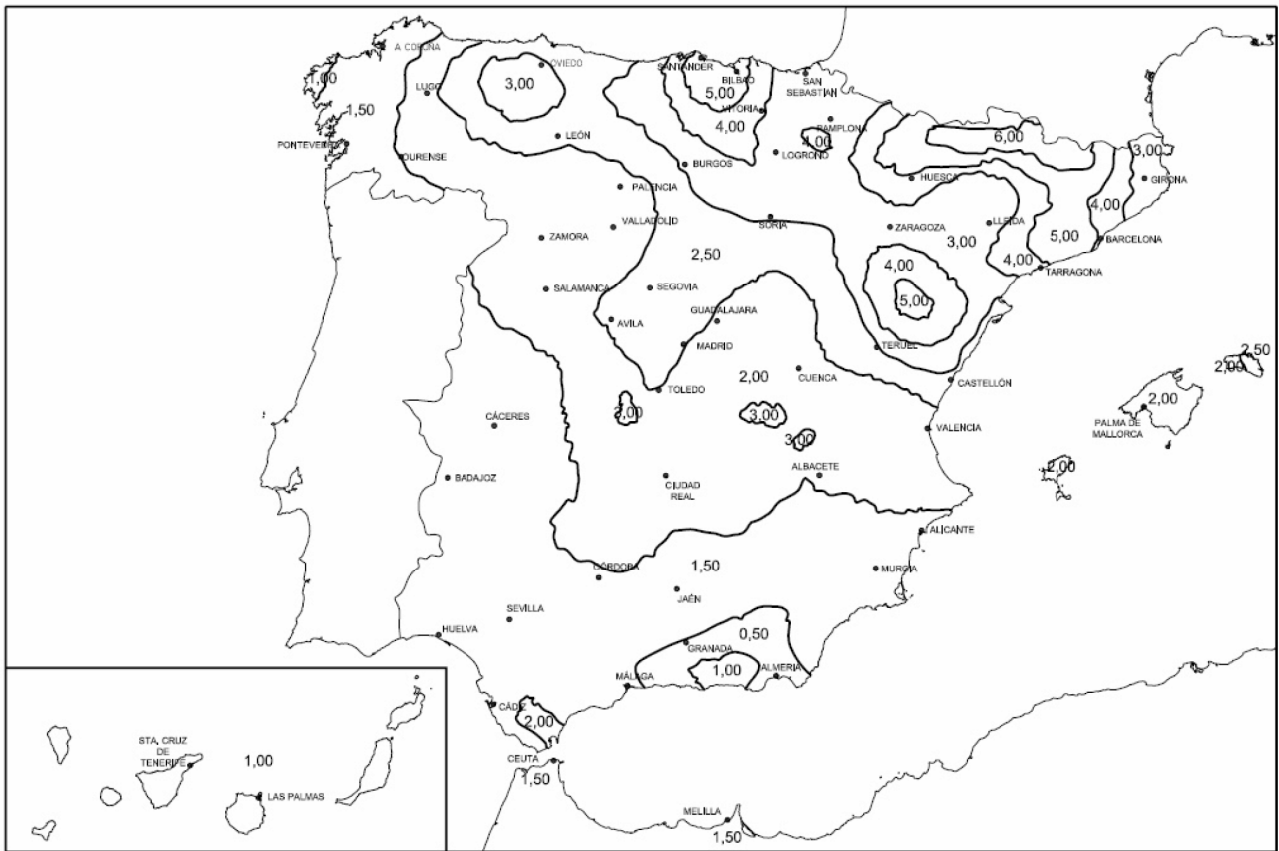 A CORUÑA
OVIEDO
SANTANDER
BILBAO
SAN
SEBASTIAN
1,00
LUGO
3,00
5,00
1,50
VITORIA
4,00
PAMPLONA
6,00
LEÓN
PONTEVEDRA
OURENSE
4,00
LOGROÑO
3,00
BURGOS
HUESCA
GIRONA
PALENCIA
4,00
VALLADOLID
SORIA
ZARAGOZA
LLEIDA
ZAMORA
3,00
5,00
BARCELONA
2,50
4,00
4,00
TARRAGONA
SALAMANCA
SEGOVIA
5,00
GUADALAJARA
AVILA
MADRID
TERUEL
2,50
2,00
CUENCA
2,00
CASTELLÓN
TOLEDO
2,00
3,00
3,00
CÁCERES
PALMA DE
MALLORCA
VALENCIA
3,00
2,00
BADAJOZ
CIUDAD
REAL
ALBACETE
ALICANTE
1,50
CÓRDOBA
MURCIA
JAÉN
SEVILLA
HUELVA
0,50
GRANADA
1,00
ALMERIA
MÁLAGA
CÁDIZ
2,00
CEUTA
1,50
STA. CRUZ
DE
TENERIFE
1,00
LAS PALMAS
MELILLA
1,50